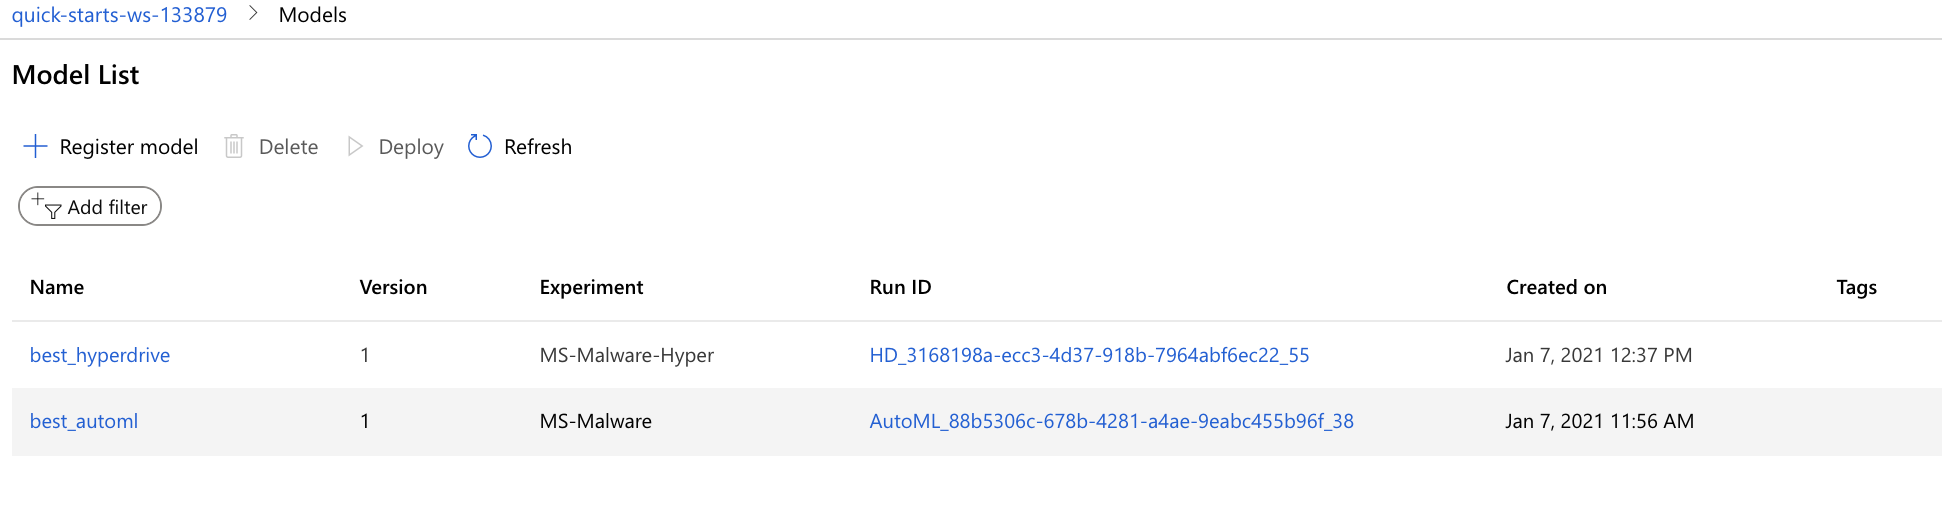 quick-starts-ws-133879 > Models
Model List
Register model Delete Deploy Refresh
Add filter
Name Version Experiment Run ID Created on Tags
best_hyperdrive 1 MS-Malware-Hyper HD_3168198a-ecc3-4d37-918b-7964abf6ec22_55 Jan 7, 2021 12:37 PM
best_automl 1 MS-Malware AutoML_88b5306c-678b-4281-a4ae-9eabc455b96f_38 Jan 7, 2021 11:56 AM